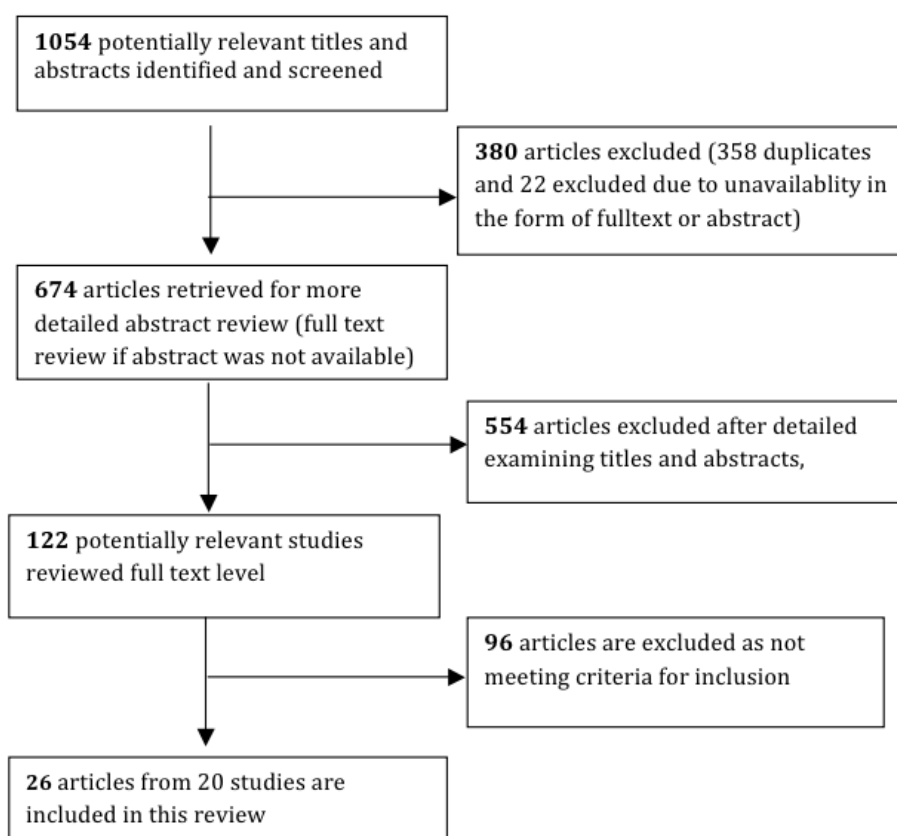 1054 potentially relevant titles and
abstracts identified and screened
380 articles excluded (358 duplicates
and 22 excluded due to unavailablity in
the form of fulltext or abstract)
674 articles retrieved for more
detailed abstract review (full text
review if abstract was not available)
554 articles excluded after detailed
examining titles and abstracts,
122 potentially relevant studies
reviewed full text level
96 articles are excluded as not
meeting criteria for inclusion
26 articles from 20 studies are
included in this review